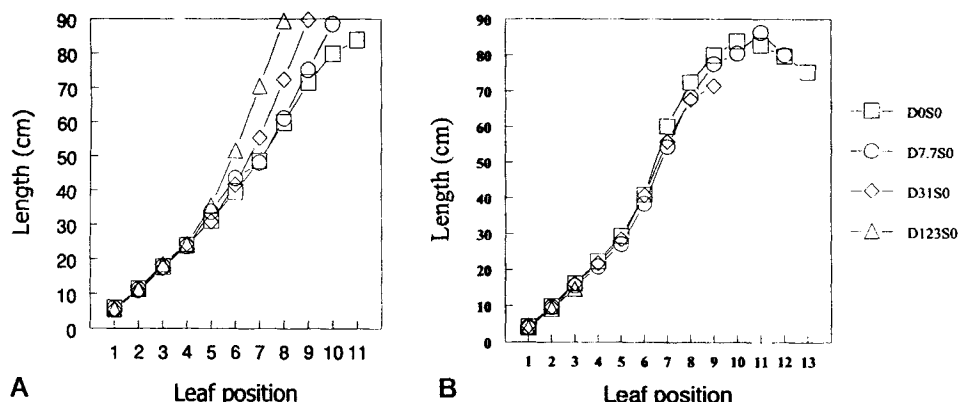 Length (cm)
90
80
70
60
50
40
30
20
10
0
1 2 3 4 5 6 7 8 9 10 11
A
Leaf position
Length (cm)
90
80
70
60
50
40
30
20
10
00
1 2 3 4 5 6 7 8 9 10 11 12 13
B
Leaf position
D0S0
D7.7S0
D31S0
D123S0